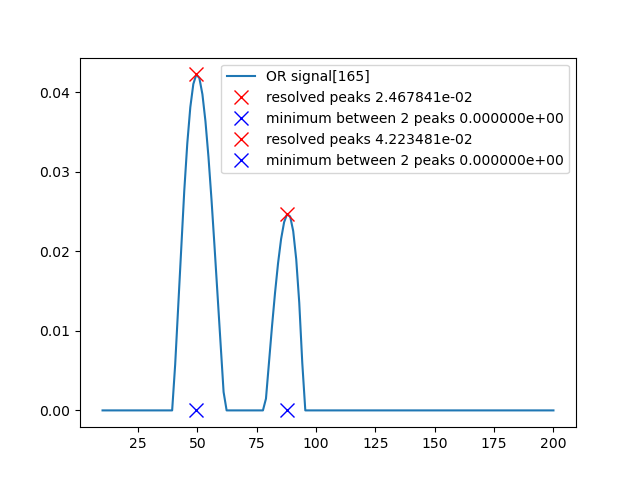 OR signal[165]
resolved peaks 2.467841e-02
minimum between 2 peaks 0.000000e+00
resolved peaks 4.223481e-02
minimum between 2 peaks 0.000000e+00
0.04
0.03
0.02
0.01
0.00
25 50 75 100 125 150 175 200